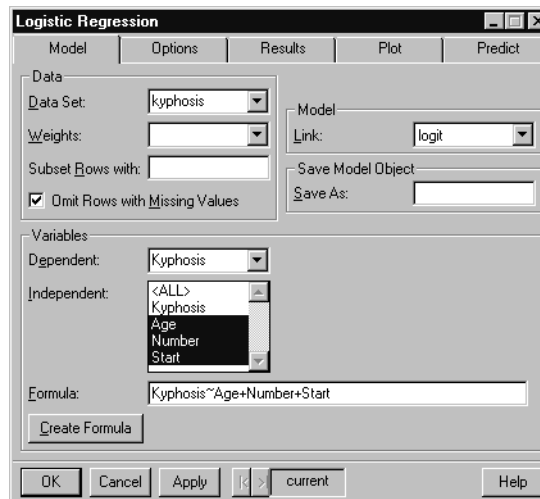 Logistic Regression
Model Options Results Plot Predict
Data
Data Set: kyphosis
Weights:
Subset Rows with:
Omit Rows with Missing Values
Model
Link: logit
Save Model Object
Save As:
Variables
Dependent: Kyphosis
Independent:
<ALL>
Kyphosis
Age
Number
Start
Formula: Kyphosis~Age+Number+Start
Create Formula
OK Cancel Apply current Help